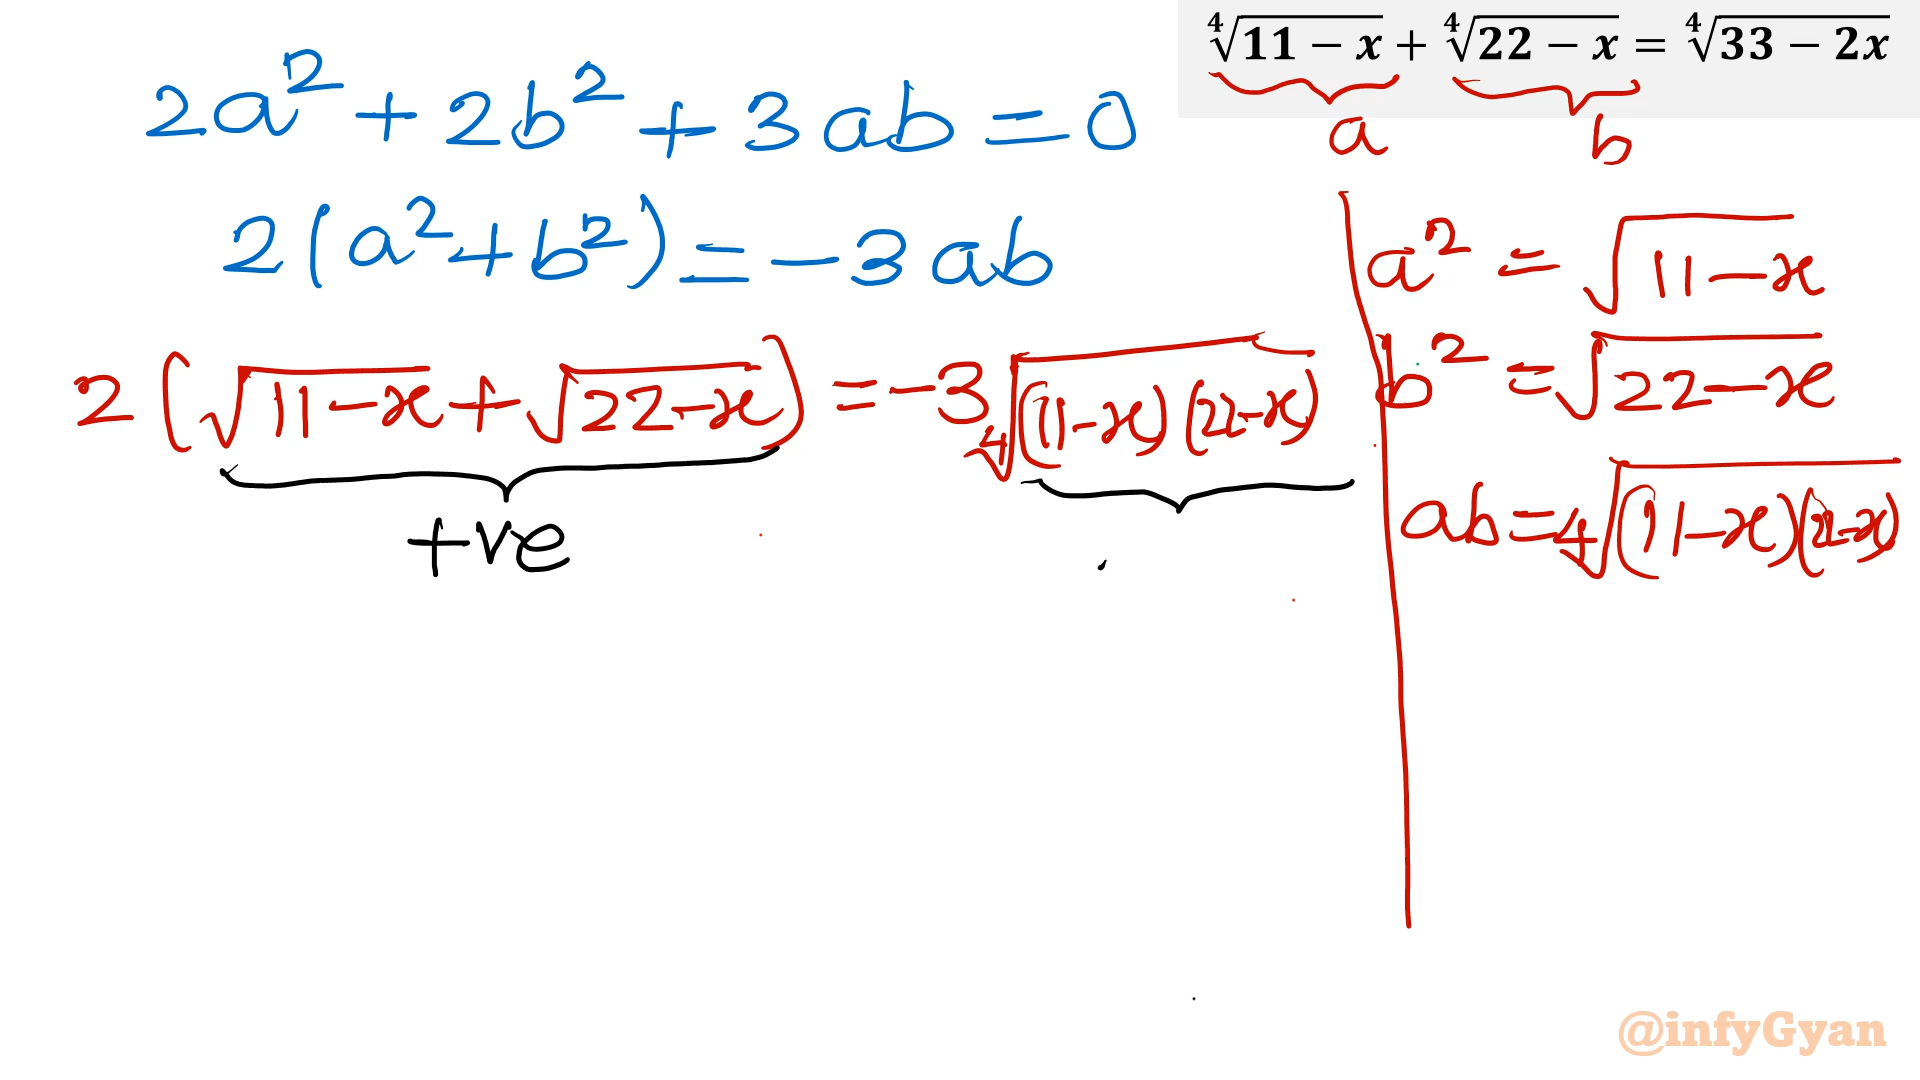 ∜(11 − x) + ∜(22 − x) = ∜(33 − 2x)
a b
2a² + 2b² + 3ab = 0
2(a² + b²) = −3ab
2(√(11−x) + √(22−x)) = −3 ∜((11−x)(22−x))
+ve
a² = √(11−x)
b² = √(22−x)
ab = ∜((11−x)(22−x))
@infyGyan